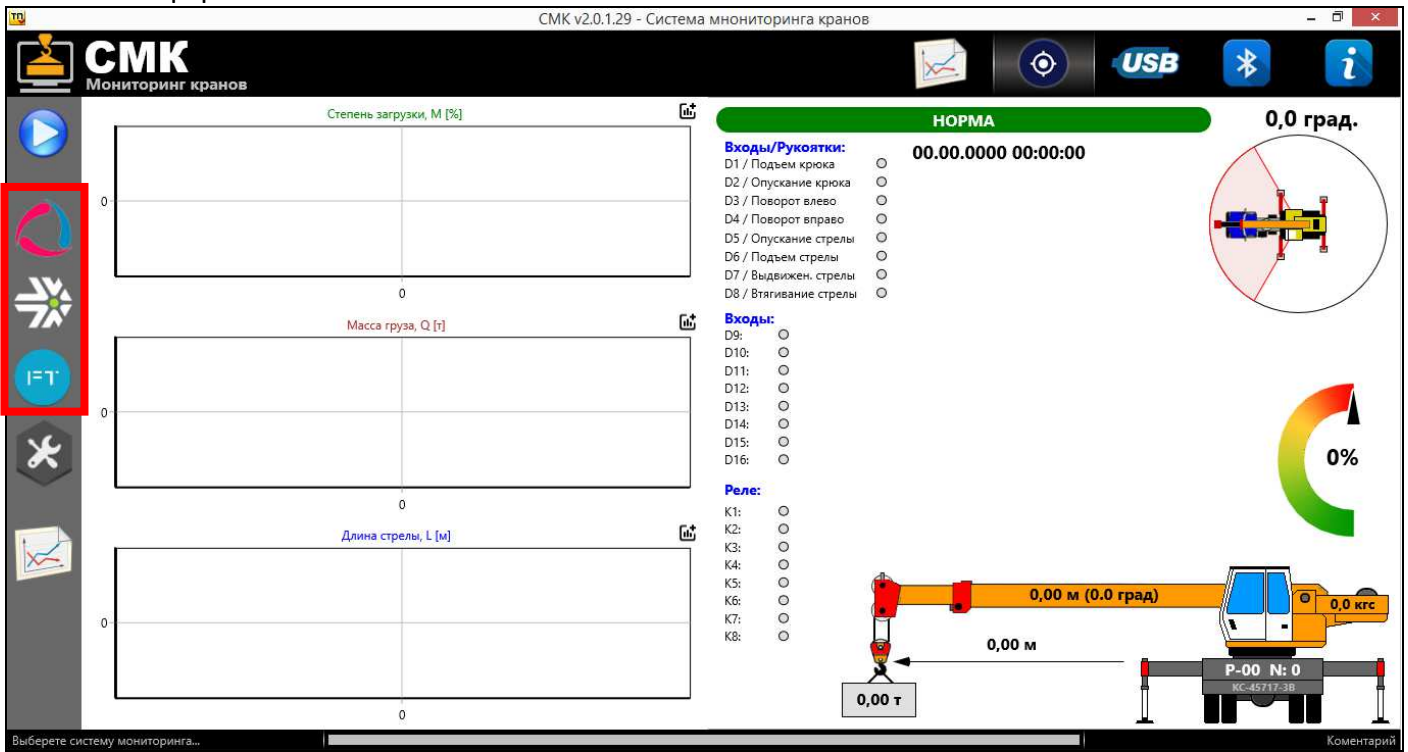 ТП
СМК v2.0.1.29 - Система мнониторинга кранов
СМК
Мониторинг кранов
USB
i
Степень загрузки, M [%]
0
0
Масса груза, Q [т]
0
0
Длина стрелы, L [м]
0
0
IFT
НОРМА
Входы/Рукоятки:
00.00.0000 00:00:00
D1 / Подъем крюка
D2 / Опускание крюка
D3 / Поворот влево
D4 / Поворот вправо
D5 / Опускание стрелы
D6 / Подъем стрелы
D7 / Выдвижен. стрелы
D8 / Втягивание стрелы
Входы:
D9:
D10:
D11:
D12:
D13:
D14:
D15:
D16:
Реле:
K1:
K2:
K3:
K4:
K5:
K6:
K7:
K8:
0,0 град.
0%
0,00 м (0.0 град)
0,0 кгс
0,00 м
P-00 N: 0
КС-45717-3В
0,00 т
Выберете систему мониторинга...
Коментарий